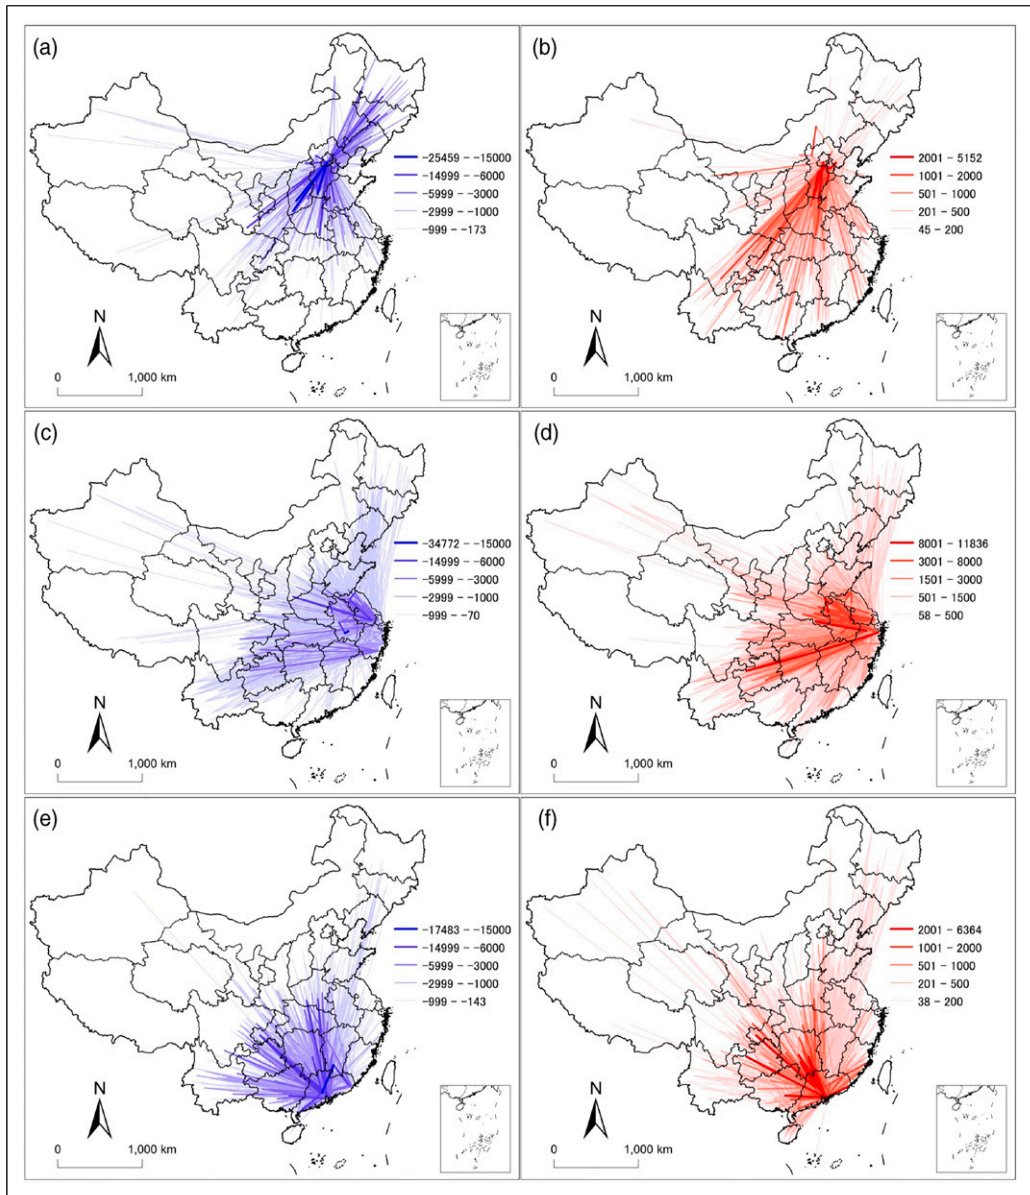 (a)
-25459 - -15000
-14999 - -6000
-5999 - -3000
-2999 - -1000
-999 - -173
N
0 1,000 km
(b)
2001 - 5152
1001 - 2000
501 - 1000
201 - 500
45 - 200
N
0 1,000 km
(c)
-34772 - -15000
-14999 - -6000
-5999 - -3000
-2999 - -1000
-999 - -70
N
0 1,000 km
(d)
8001 - 11836
3001 - 8000
1501 - 3000
501 - 1500
58 - 500
N
0 1,000 km
(e)
-17483 - -15000
-14999 - -6000
-5999 - -3000
-2999 - -1000
-999 - -143
N
0 1,000 km
(f)
2001 - 6364
1001 - 2000
501 - 1000
201 - 500
38 - 200
N
0 1,000 km